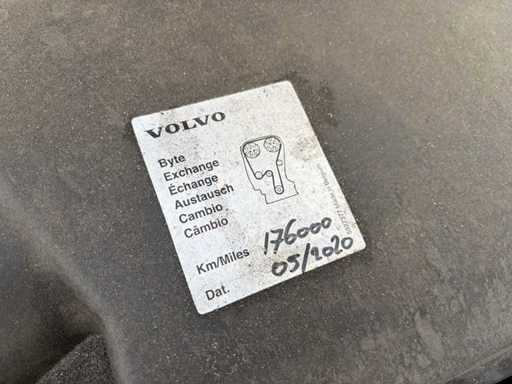 VOLVO
Byte
Exchange
Échange
Austausch
Cambio
Câmbio
Km/Miles 176000
Dat. 05/2020